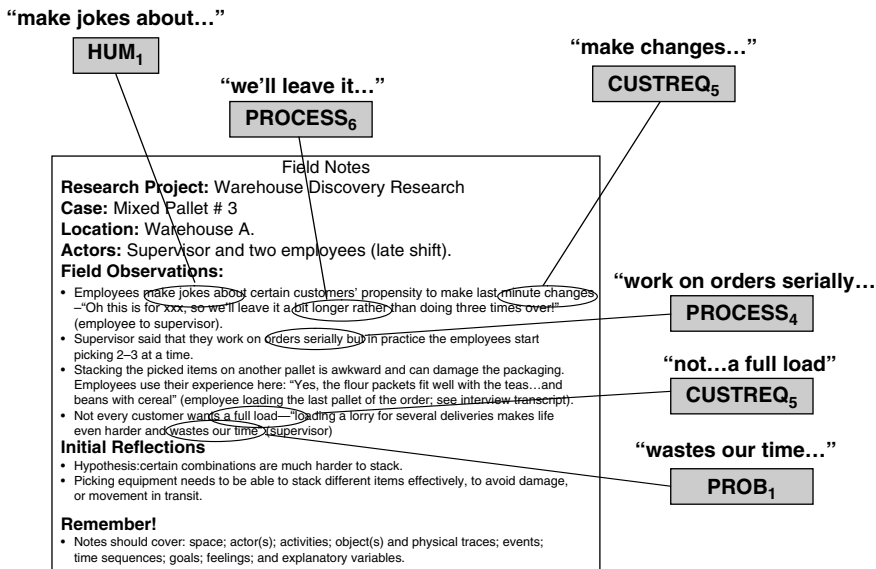 “make jokes about…”
HUM1
“we’ll leave it…”
PROCESS6
“make changes…”
CUSTREQ5
Field Notes
Research Project: Warehouse Discovery Research
Case: Mixed Pallet # 3
Location: Warehouse A.
Actors: Supervisor and two employees (late shift).
Field Observations:
• Employees make jokes about certain customers’ propensity to make last minute changes
–“Oh this is for xxx, so we’ll leave it a bit longer rather than doing three times over!”
(employee to supervisor).
• Supervisor said that they work on orders serially but in practice the employees start
picking 2–3 at a time.
• Stacking the picked items on another pallet is awkward and can damage the packaging.
Employees use their experience here: “Yes, the flour packets fit well with the teas…and
beans with cereal” (employee loading the last pallet of the order; see interview transcript).
• Not every customer wants a full load—“loading a lorry for several deliveries makes life
even harder and wastes our time” (supervisor)
Initial Reflections
• Hypothesis:certain combinations are much harder to stack.
• Picking equipment needs to be able to stack different items effectively, to avoid damage,
or movement in transit.
Remember!
• Notes should cover: space; actor(s); activities; object(s) and physical traces; events;
time sequences; goals; feelings; and explanatory variables.
“work on orders serially…
PROCESS4
“not…a full load”
CUSTREQ5
“wastes our time…”
PROB1